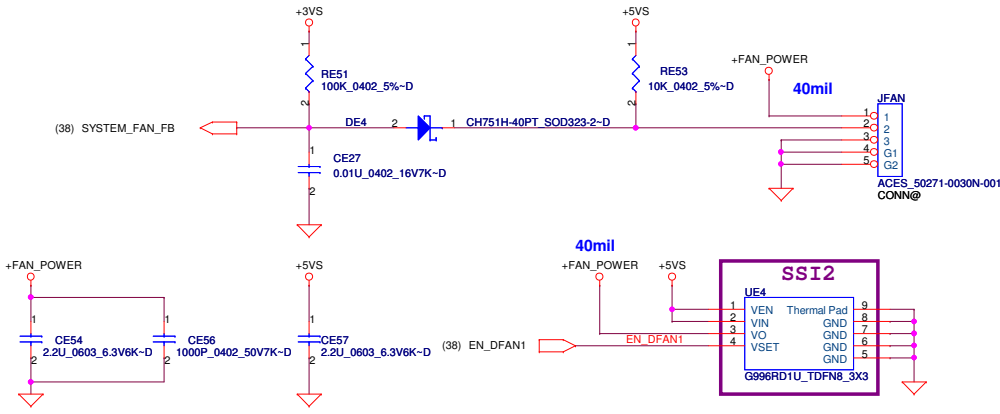 +3VS
+5VS
1
RE51
100K_0402_5%~D
2
1
RE53
10K_0402_5%~D
2
+FAN_POWER
40mil
JFAN
1 1
2 2
3 3
4 G1
5 G2
ACES_50271-0030N-001
CONN@
(38) SYSTEM_FAN_FB
DE4 2 1 CH751H-40PT_SOD323-2~D
1
CE27
0.01U_0402_16V7K~D
2
40mil
+FAN_POWER
+5VS
+FAN_POWER
+5VS
1
CE54
2.2U_0603_6.3V6K~D
2
1
CE56
1000P_0402_50V7K~D
2
1
CE57
2.2U_0603_6.3V6K~D
2
(38) EN_DFAN1
EN_DFAN1
SSI2
UE4
1 VEN Thermal Pad 9
2 VIN GND 8
3 VO GND 7
4 VSET GND 6
GND 5
G996RD1U_TDFN8_3X3